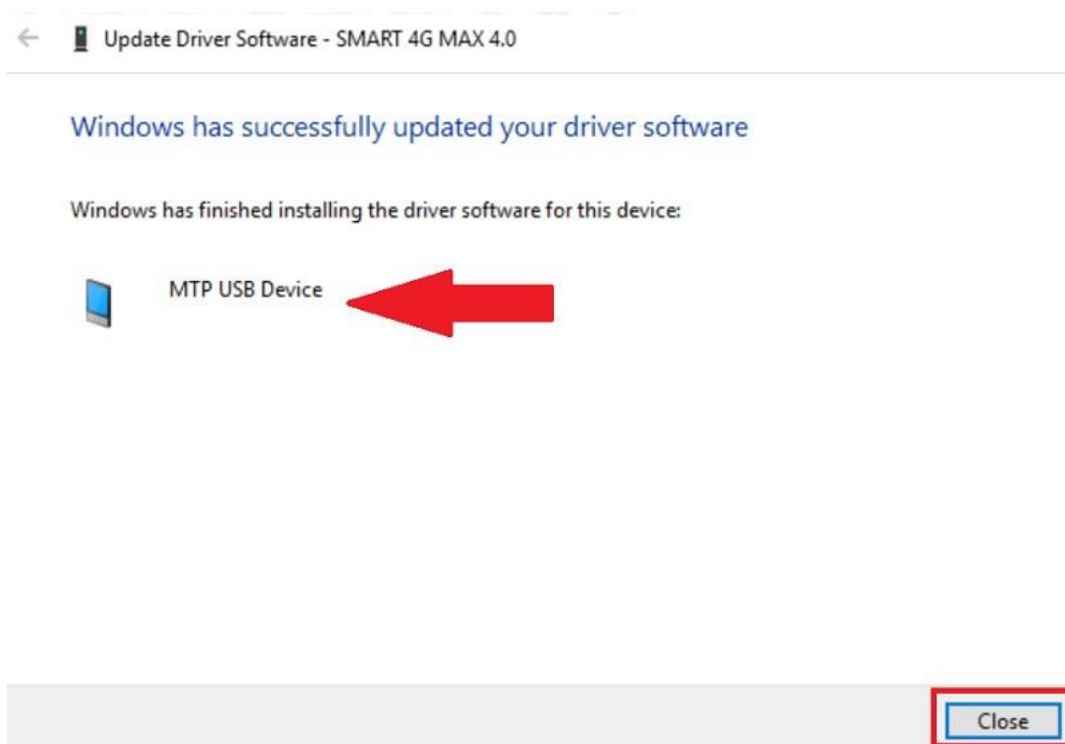 Update Driver Software - SMART 4G MAX 4.0
Windows has successfully updated your driver software
Windows has finished installing the driver software for this device:
MTP USB Device
Close